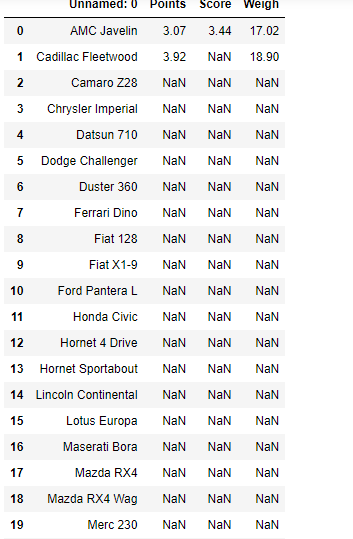 Unnamed: 0 Points Score Weigh
0 AMC Javelin 3.07 3.44 17.02
1 Cadillac Fleetwood 3.92 NaN 18.90
2 Camaro Z28 NaN NaN NaN
3 Chrysler Imperial NaN NaN NaN
4 Datsun 710 NaN NaN NaN
5 Dodge Challenger NaN NaN NaN
6 Duster 360 NaN NaN NaN
7 Ferrari Dino NaN NaN NaN
8 Fiat 128 NaN NaN NaN
9 Fiat X1-9 NaN NaN NaN
10 Ford Pantera L NaN NaN NaN
11 Honda Civic NaN NaN NaN
12 Hornet 4 Drive NaN NaN NaN
13 Hornet Sportabout NaN NaN NaN
14 Lincoln Continental NaN NaN NaN
15 Lotus Europa NaN NaN NaN
16 Maserati Bora NaN NaN NaN
17 Mazda RX4 NaN NaN NaN
18 Mazda RX4 Wag NaN NaN NaN
19 Merc 230 NaN NaN NaN